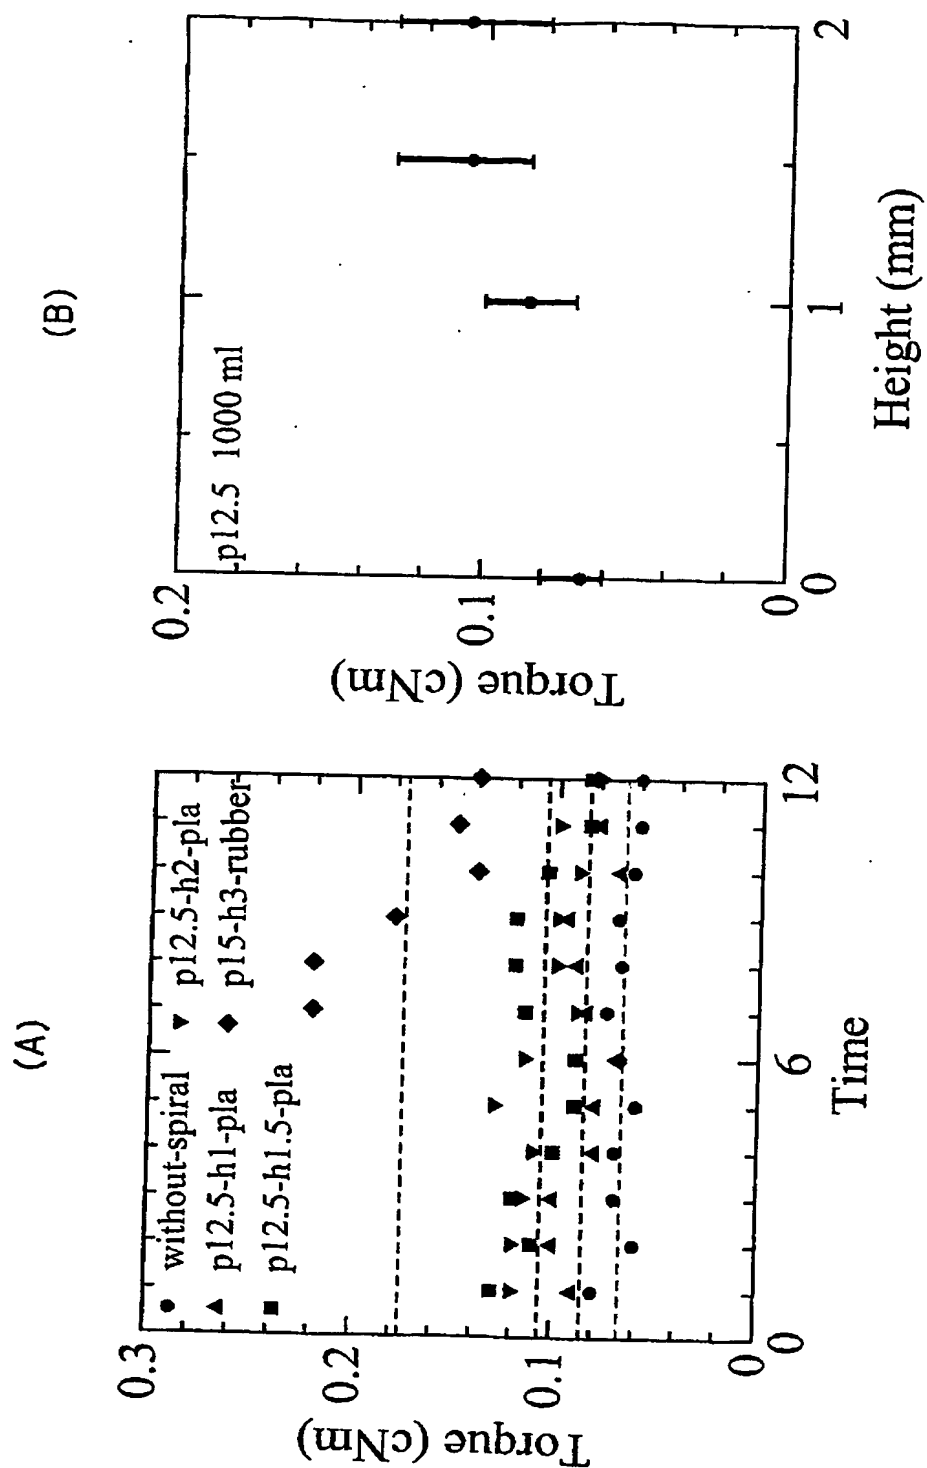 (A)
Torque (cNm)
0.3
0.2
0.1
0
without-spiral
p12.5-h1-pla
p12.5-h1.5-pla
p12.5-h2-pla
p15-h3-rubber
0
6
12
Time
(B)
Torque (cNm)
0.2
0.1
0
p12.5 1000 ml
0
1
2
Height (mm)